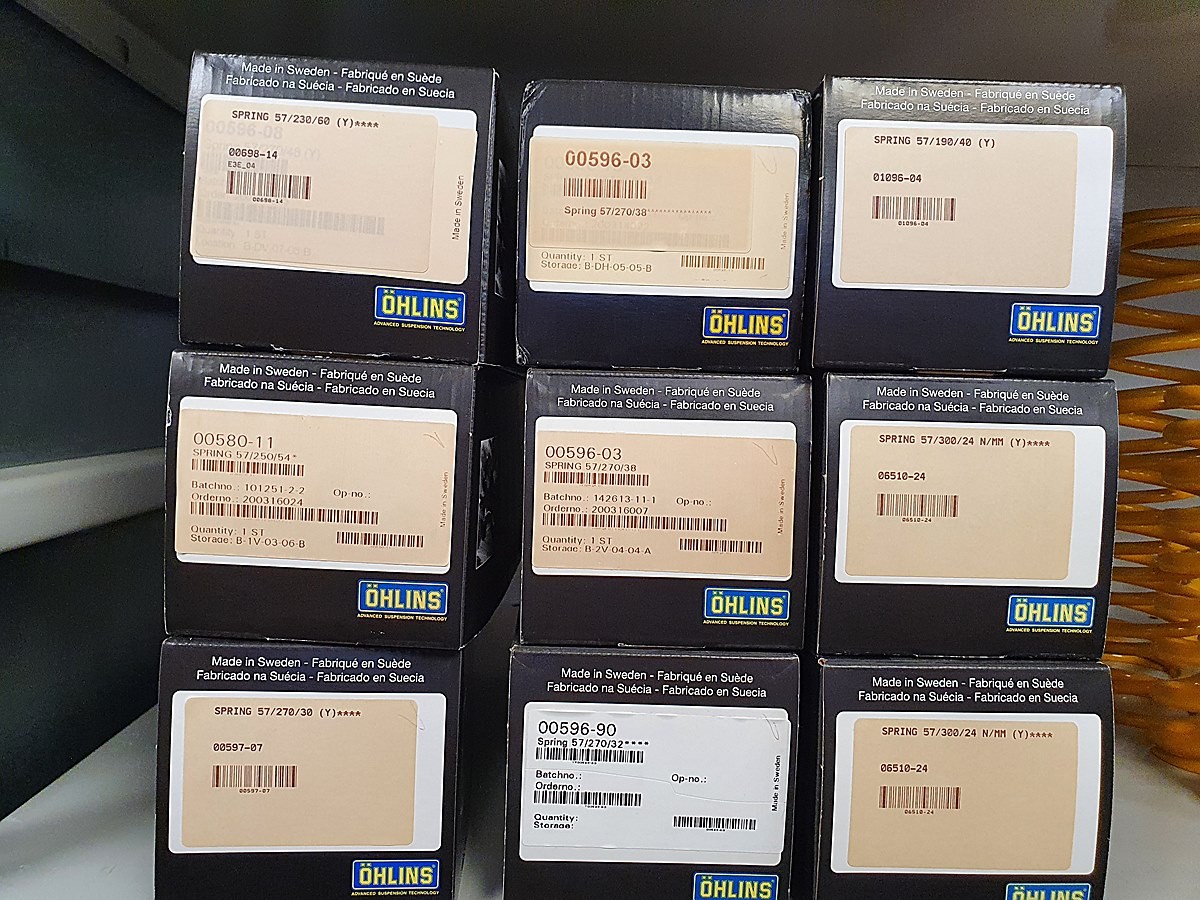 Made in Sweden - Fabriqué en Suède
Fabricado na Suécia - Fabricado en Suecia
SPRING 57/230/60 (Y)****
00596-08
00698-14
E3E_04
00698-14
Made in Sweden
ÖHLINS
ADVANCED SUSPENSION TECHNOLOGY
00596-03
Spring 57/270/38***************
Quantity: 1 ST
Storage: B-DH-05-05-B
Made in Sweden
ÖHLINS
ADVANCED SUSPENSION TECHNOLOGY
Made in Sweden - Fabriqué en Suède
Fabricado na Suécia - Fabricado en Suecia
SPRING 57/190/40 (Y)
01096-04
01096-04
ÖHLINS
ADVANCED SUSPENSION TECHNOLOGY
Made in Sweden - Fabriqué en Suède
Fabricado na Suécia - Fabricado en Suecia
00580-11
SPRING 57/250/54*
Batchno.: 101251-2-2 Op-no.:
Orderno.: 200316024
Quantity: 1 ST
Storage: B-1V-03-06-B
Made in Sweden
ÖHLINS
ADVANCED SUSPENSION TECHNOLOGY
Made in Sweden - Fabriqué en Suède
Fabricado na Suécia - Fabricado en Suecia
00596-03
SPRING 57/270/38
Batchno.: 142613-11-1 Op-no.:
Orderno.: 200316007
Quantity: 1 ST
Storage: B-2V-04-04-A
Made in Sweden
ÖHLINS
ADVANCED SUSPENSION TECHNOLOGY
Made in Sweden - Fabriqué en Suède
Fabricado na Suécia - Fabricado en Suecia
SPRING 57/300/24 N/MM (Y)****
06510-24
06510-24
ÖHLINS
ADVANCED SUSPENSION TECHNOLOGY
Made in Sweden - Fabriqué en Suède
Fabricado na Suécia - Fabricado en Suecia
SPRING 57/270/30 (Y)****
00597-07
00597-07
ÖHLINS
ADVANCED SUSPENSION TECHNOLOGY
Made in Sweden - Fabriqué en Suède
Fabricado na Suécia - Fabricado en Suecia
00596-90
Spring 57/270/32****
Batchno.: Op-no.:
Orderno.:
Quantity:
Storage:
Made in Sweden
ÖHLINS
Made in Sweden - Fabriqué en Suède
Fabricado na Suécia - Fabricado en Suecia
SPRING 57/300/24 N/MM (Y)****
06510-24
06510-24
ÖHLINS